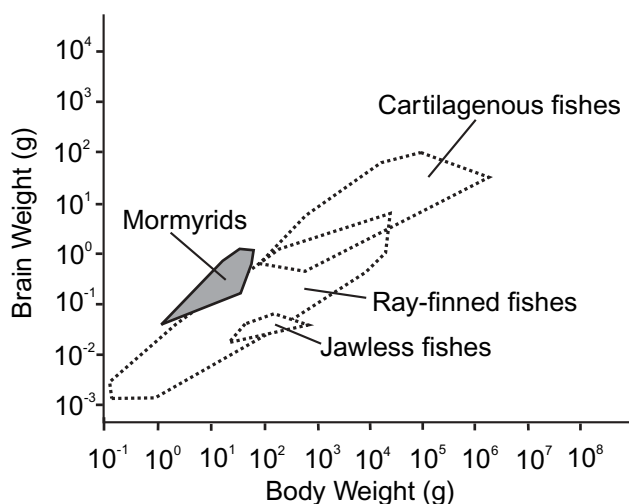 10⁴
10³
Cartilagenous fishes
10²
10¹
Mormyrids
10⁰
10⁻¹
Ray-finned fishes
10⁻²
Jawless fishes
10⁻³
Brain Weight (g)
10⁻¹ 10⁰ 10¹ 10² 10³ 10⁴ 10⁵ 10⁶ 10⁷ 10⁸
Body Weight (g)